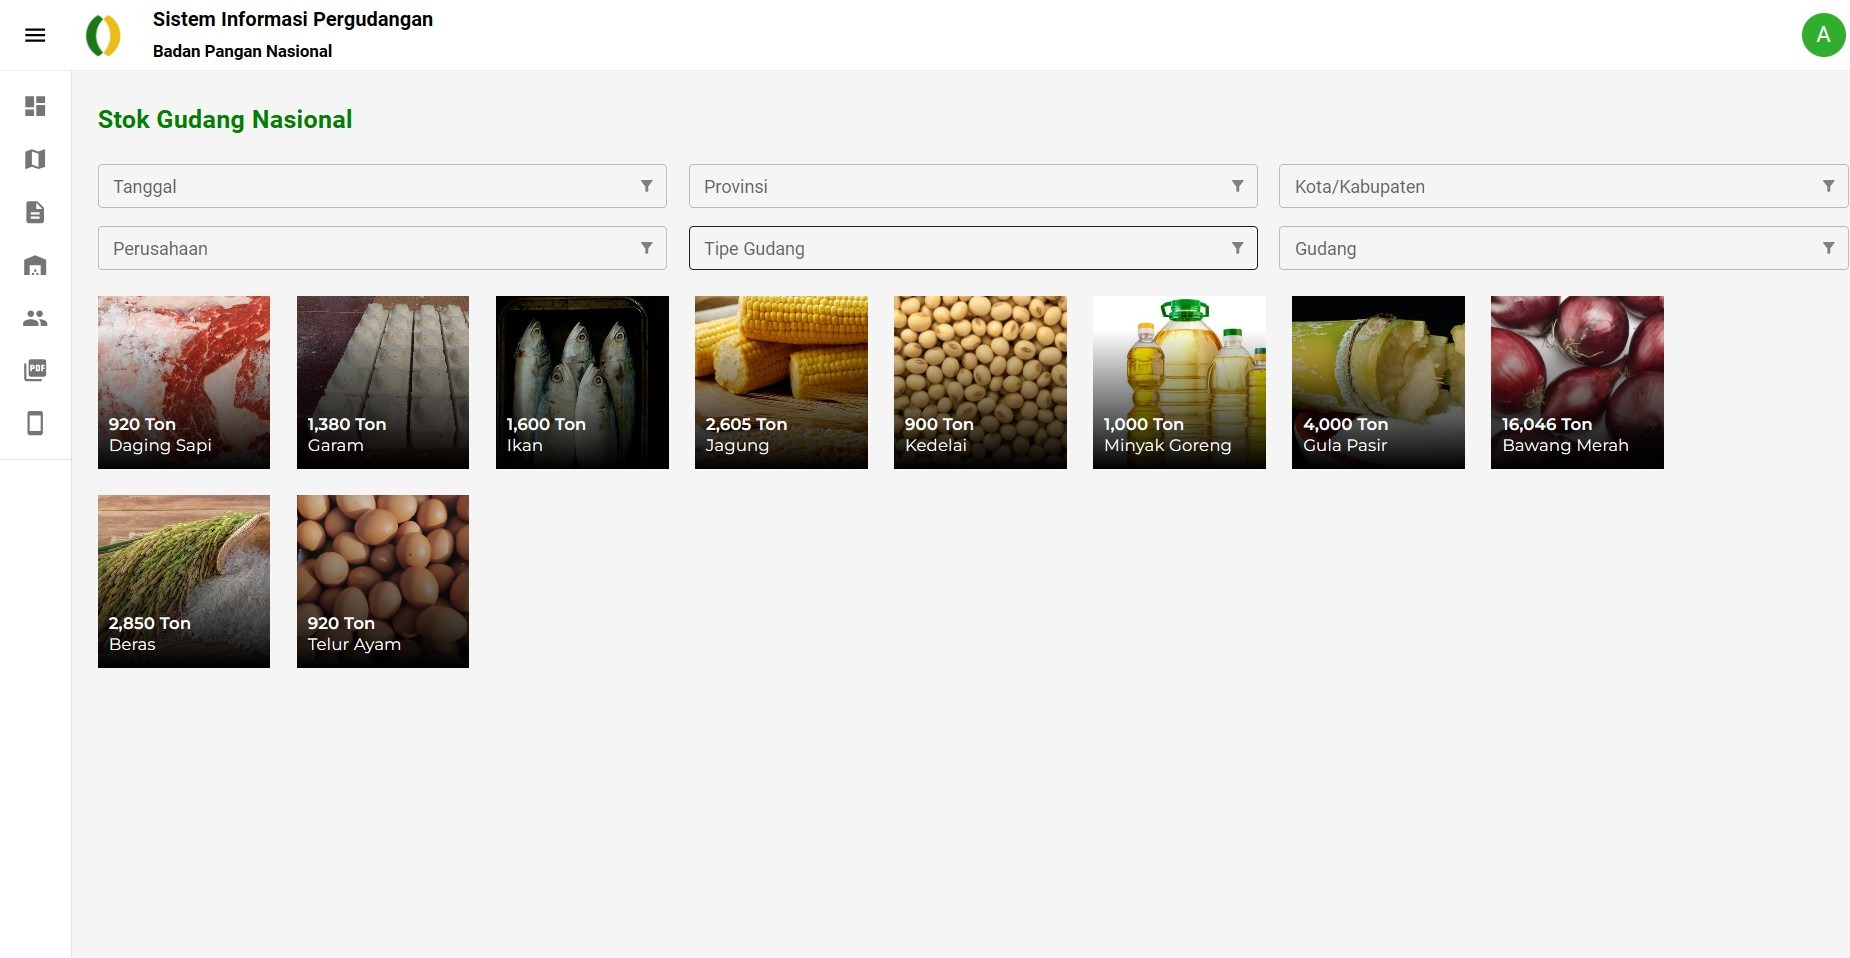 Sistem Informasi Pergudangan
Badan Pangan Nasional
A
Stok Gudang Nasional
Tanggal
Provinsi
Kota/Kabupaten
Perusahaan
Tipe Gudang
Gudang
PDF
920 Ton
Daging Sapi
1,380 Ton
Garam
1,600 Ton
Ikan
2,605 Ton
Jagung
900 Ton
Kedelai
1,000 Ton
Minyak Goreng
4,000 Ton
Gula Pasir
16,046 Ton
Bawang Merah
2,850 Ton
Beras
920 Ton
Telur Ayam